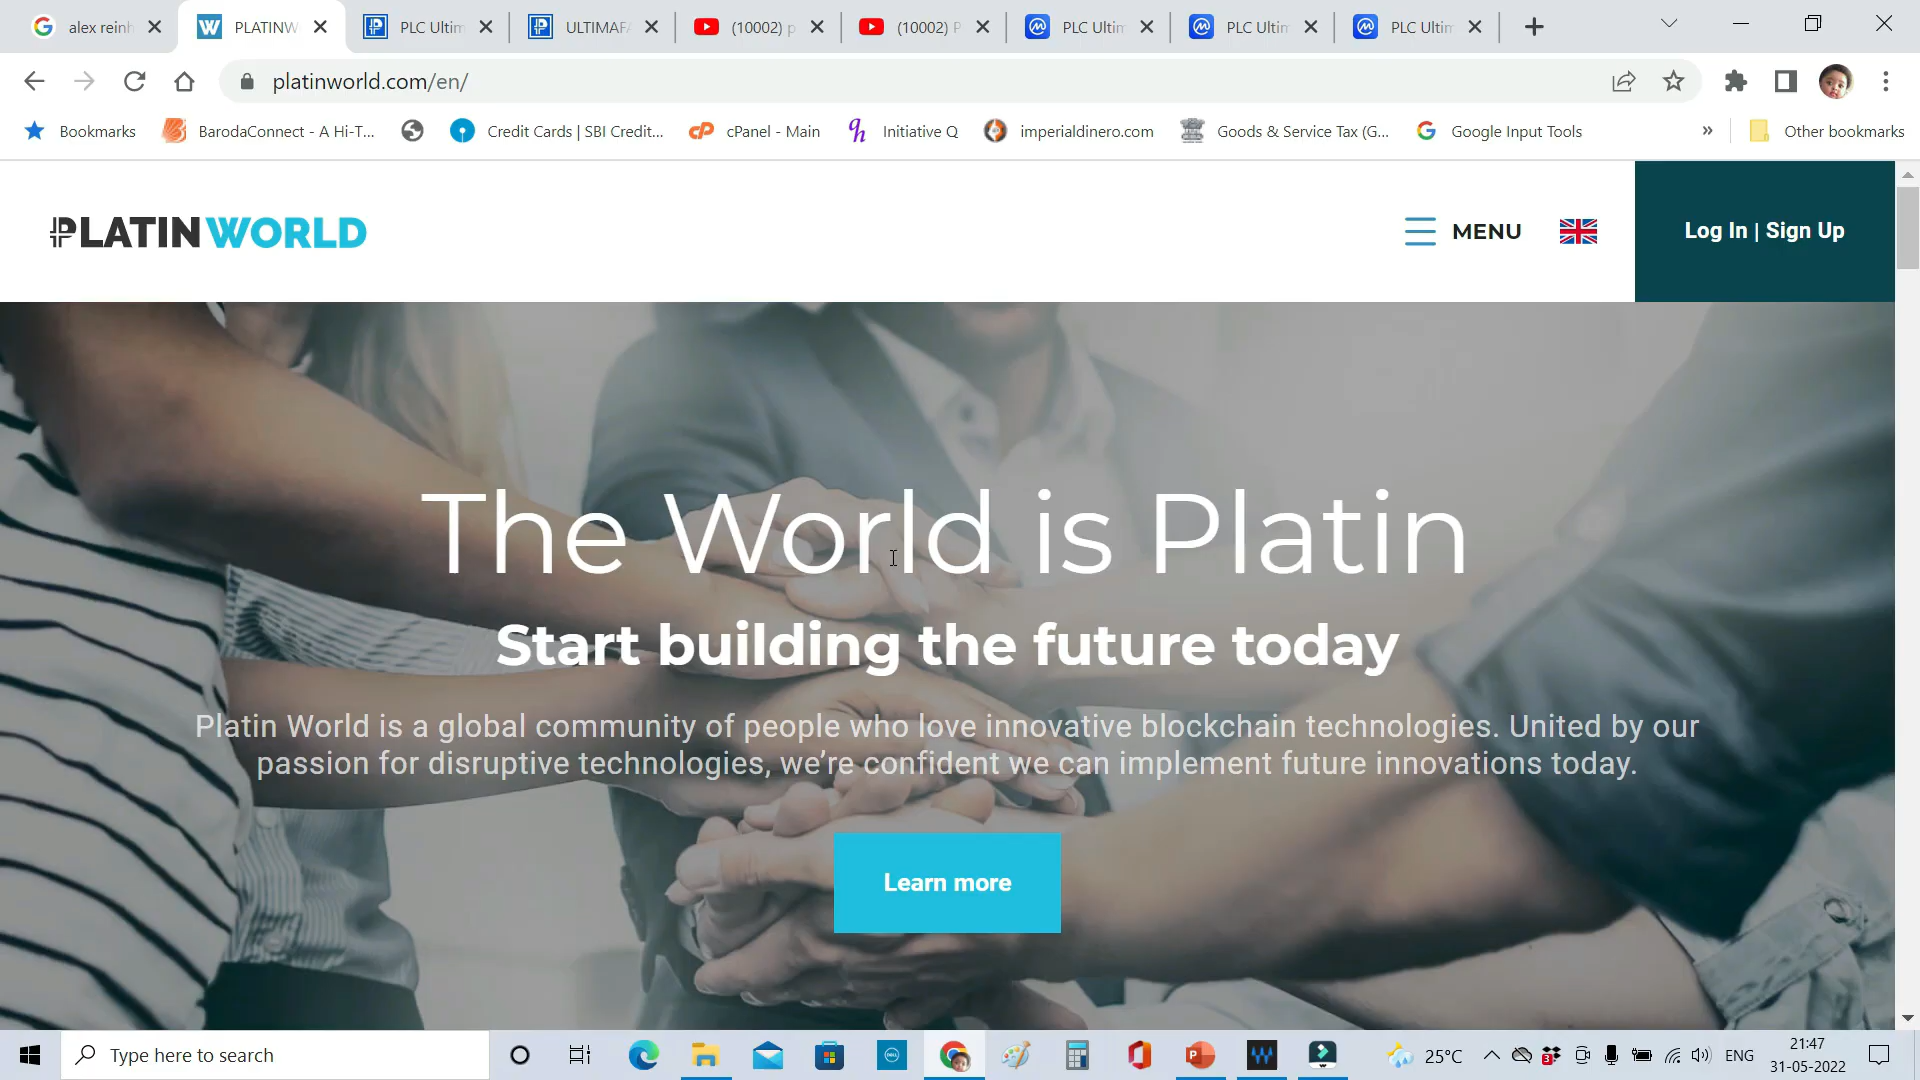 alex reinh
PLATINW
PLC Ultim
ULTIMAFA
(10002) p
(10002) P
PLC Ultim
PLC Ultim
PLC Ultim
platinworld.com/en/
Bookmarks
BarodaConnect - A Hi-T...
Credit Cards | SBI Credit...
cPanel - Main
Initiative Q
imperialdinero.com
Goods & Service Tax (G...
Google Input Tools
»
Other bookmarks
PLATINWORLD
MENU
Log In | Sign Up
The World is Platin
Start building the future today
Platin World is a global community of people who love innovative blockchain technologies. United by our
passion for disruptive technologies, we’re confident we can implement future innovations today.
Learn more
Type here to search
25°C
ENG
21:47
31-05-2022